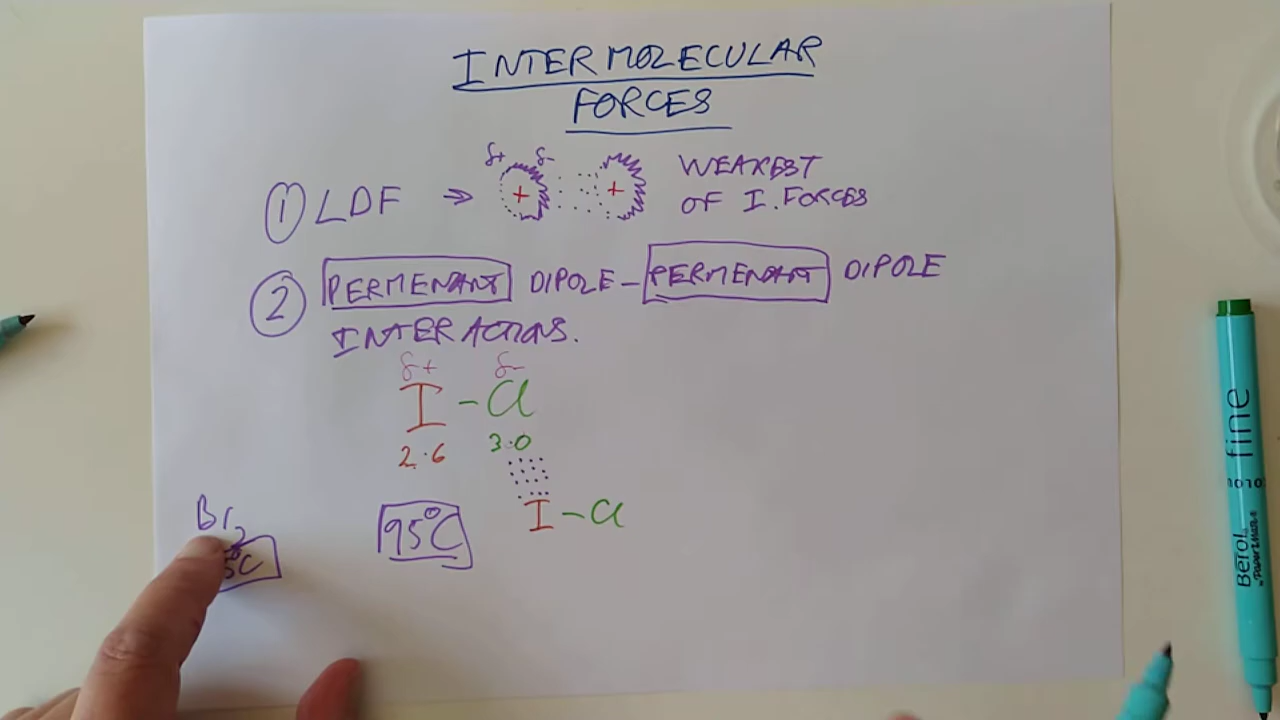 INTERMOLECULAR
FORCES
δ+ δ-
① LDF ⇒ + + WEAKEST
OF I. FORCES
② PERMENANT DIPOLE - PERMENANT DIPOLE
INTERACTIONS.
δ+ δ-
I - Cl
2.6 3.0
I - Cl
Br2
95°C
Berol fine